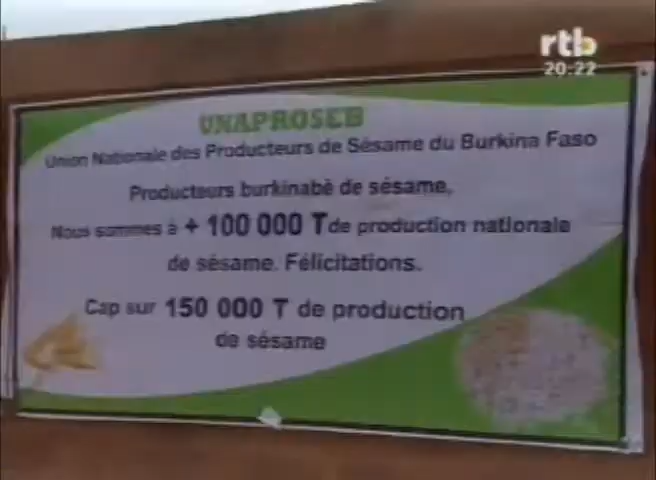 rtb
20:22
UNAPROSEB
Union Nationale des Producteurs de Sésame du Burkina Faso
Producteurs burkinabè de sésame,
Nous sommes à + 100 000 T de production nationale
de sésame. Félicitations.
Cap sur 150 000 T de production
de sésame